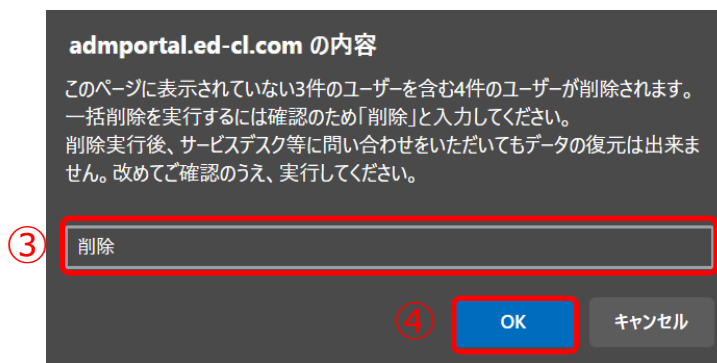 admportal.ed-cl.com の内容
このページに表示されていない3件のユーザーを含む4件のユーザーが削除されます。
一括削除を実行するには確認のため「削除」と入力してください。
削除実行後、サービスデスク等に問い合わせをいただいてもデータの復元は出来ま
せん。改めてご確認のうえ、実行してください。
③ 削除
④ OK キャンセル